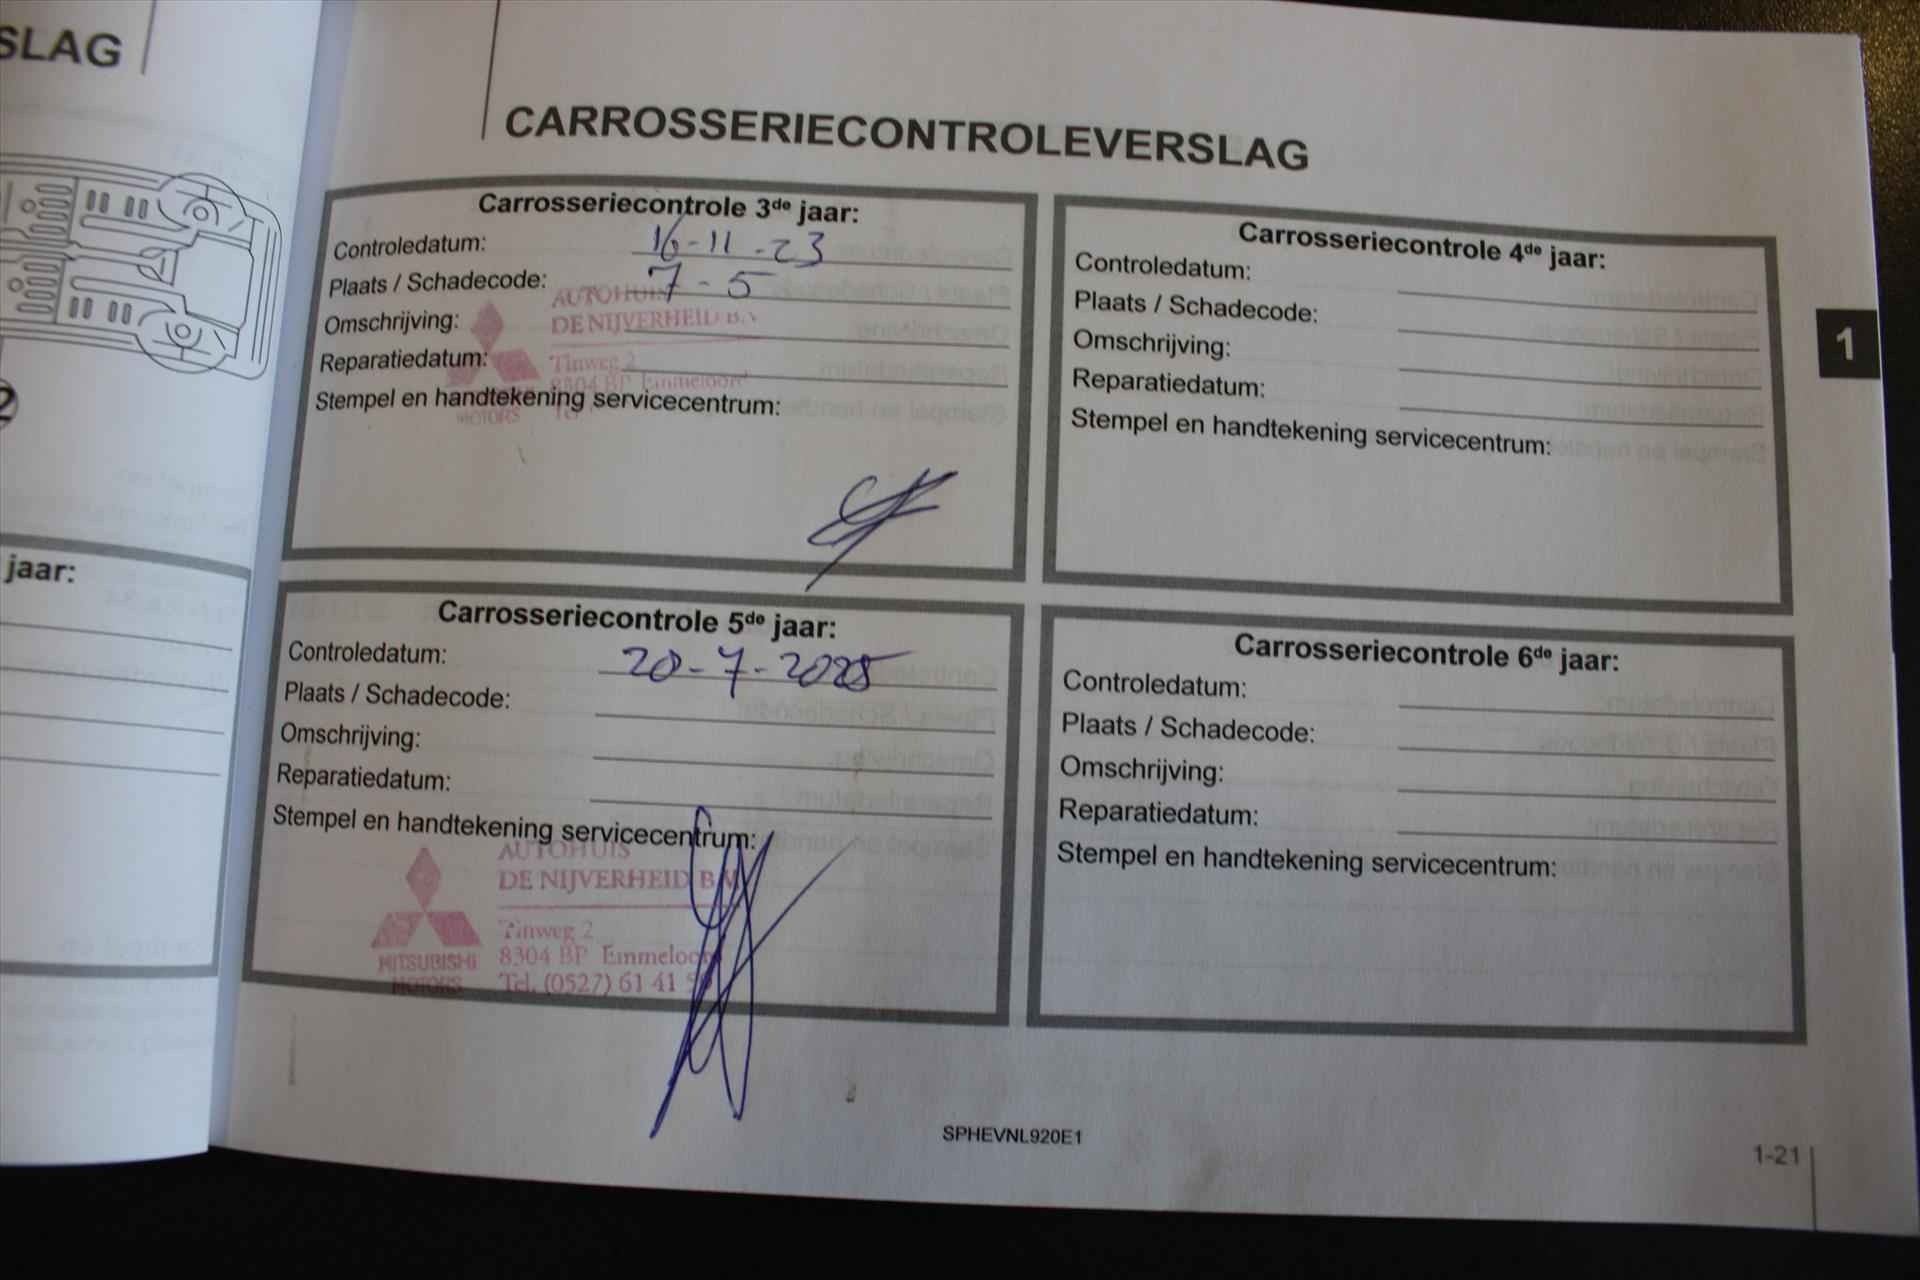 SLAG
jaar:
CARROSSERIECONTROLEVERSLAG
Carrosseriecontrole 3de jaar:
Controledatum: 16-11-23
Plaats / Schadecode: 7-5
Omschrijving:
Reparatiedatum:
Stempel en handtekening servicecentrum:
AUTOHUIS
DE NIJVERHEID B.V
Tinweg 2
8304 BP Emmeloord
MOTORS
Carrosseriecontrole 4de jaar:
Controledatum:
Plaats / Schadecode:
Omschrijving:
Reparatiedatum:
Stempel en handtekening servicecentrum:
1
Carrosseriecontrole 5de jaar:
Controledatum: 20-7-2025
Plaats / Schadecode:
Omschrijving:
Reparatiedatum:
Stempel en handtekening servicecentrum:
AUTOHUIS
DE NIJVERHEID B.V
Tinweg 2
8304 BP Emmeloord
Tel. (0527) 61 41
MITSUBISHI
MOTORS
Carrosseriecontrole 6de jaar:
Controledatum:
Plaats / Schadecode:
Omschrijving:
Reparatiedatum:
Stempel en handtekening servicecentrum:
SPHEVNL920E1
1-21